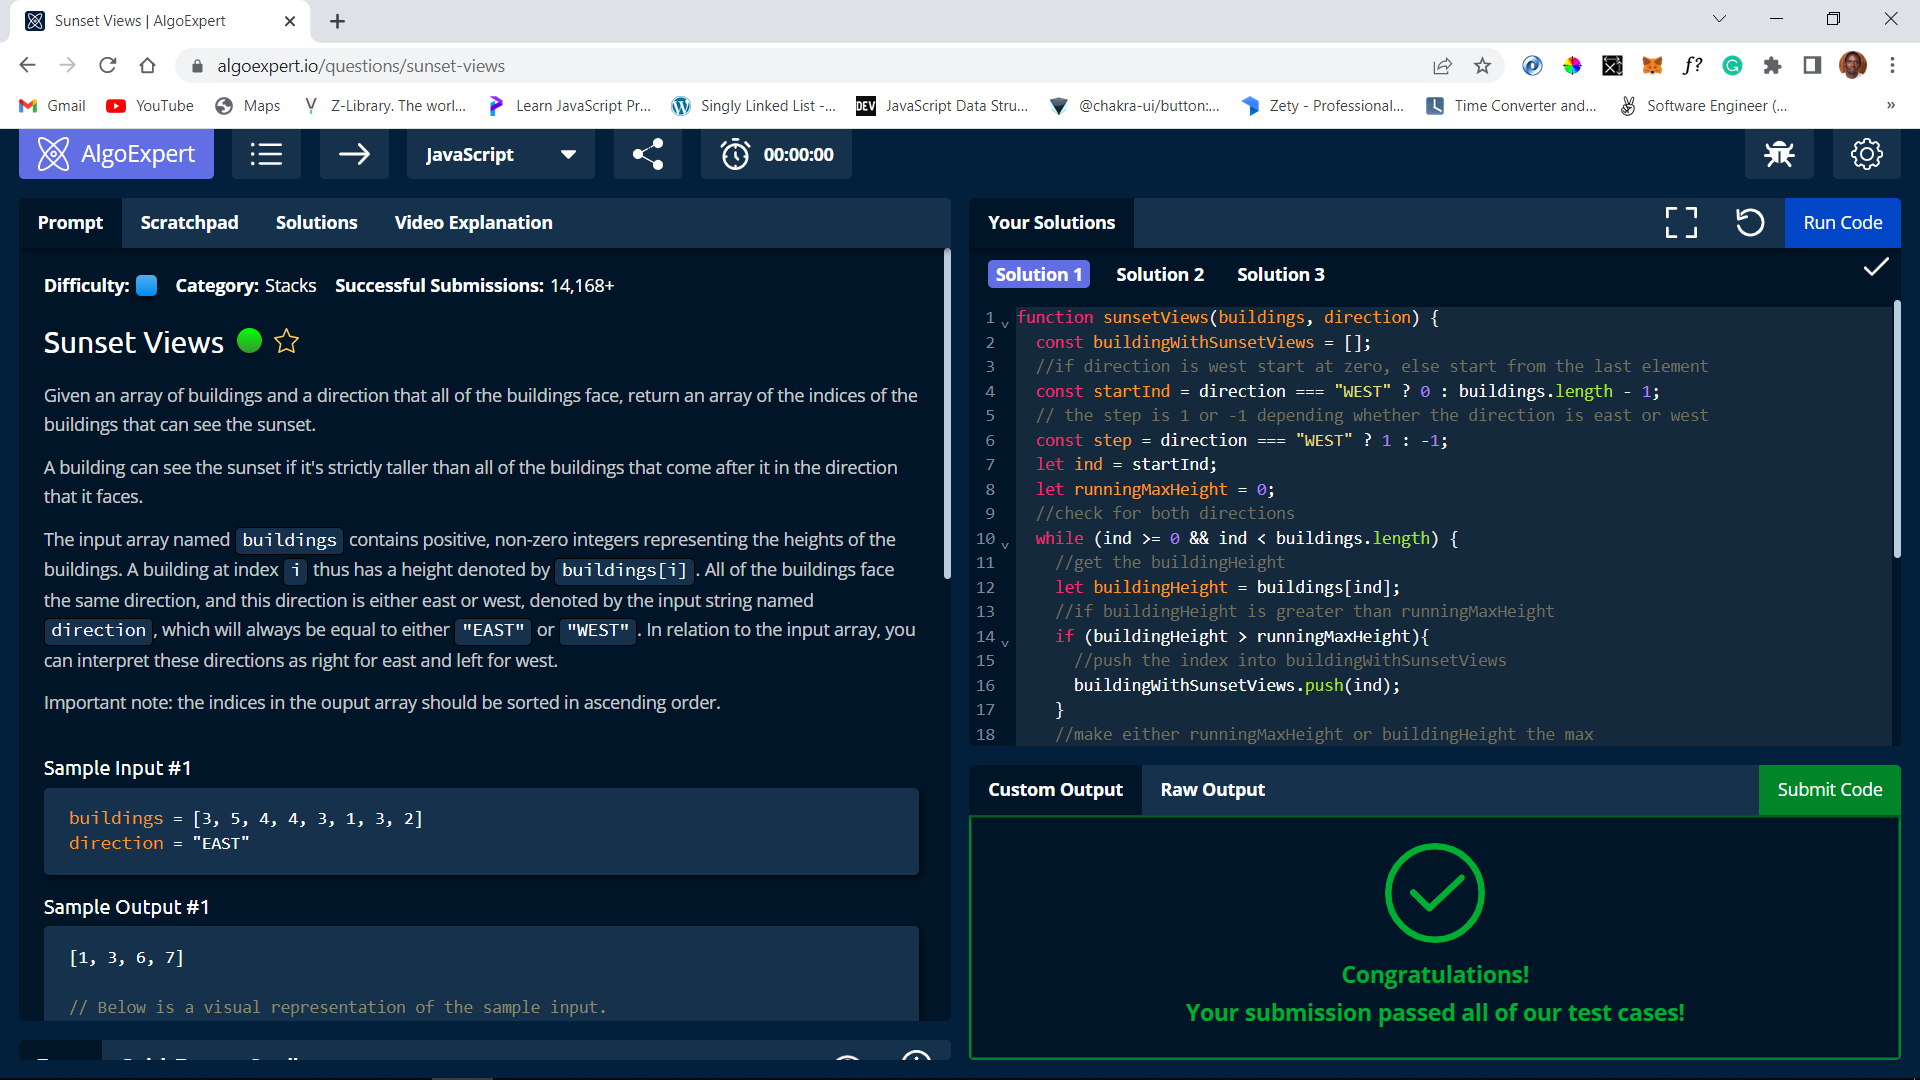 Sunset Views | AlgoExpert
algoexpert.io/questions/sunset-views
Gmail
YouTube
Maps
Z-Library. The worl...
Learn JavaScript Pr...
Singly Linked List -...
DEV JavaScript Data Stru...
@chakra-ui/button:...
Zety - Professional...
Time Converter and...
Software Engineer (...
»
AlgoExpert
JavaScript
00:00:00
Prompt
Scratchpad
Solutions
Video Explanation
Difficulty: Category: Stacks Successful Submissions: 14,168+
Sunset Views
Given an array of buildings and a direction that all of the buildings face, return an array of the indices of the
buildings that can see the sunset.
A building can see the sunset if it's strictly taller than all of the buildings that come after it in the direction
that it faces.
The input array named buildings contains positive, non-zero integers representing the heights of the
buildings. A building at index i thus has a height denoted by buildings[i]. All of the buildings face
the same direction, and this direction is either east or west, denoted by the input string named
direction, which will always be equal to either "EAST" or "WEST". In relation to the input array, you
can interpret these directions as right for east and left for west.
Important note: the indices in the ouput array should be sorted in ascending order.
Sample Input #1
buildings = [3, 5, 4, 4, 3, 1, 3, 2]
direction = "EAST"
Sample Output #1
[1, 3, 6, 7]
// Below is a visual representation of the sample input.
Your Solutions
Run Code
Solution 1
Solution 2
Solution 3
1 function sunsetViews(buildings, direction) {
2 const buildingWithSunsetViews = [];
3 //if direction is west start at zero, else start from the last element
4 const startInd = direction === "WEST" ? 0 : buildings.length - 1;
5 // the step is 1 or -1 depending whether the direction is east or west
6 const step = direction === "WEST" ? 1 : -1;
7 let ind = startInd;
8 let runningMaxHeight = 0;
9 //check for both directions
10 while (ind >= 0 && ind < buildings.length) {
11 //get the buildingHeight
12 let buildingHeight = buildings[ind];
13 //if buildingHeight is greater than runningMaxHeight
14 if (buildingHeight > runningMaxHeight){
15 //push the index into buildingWithSunsetViews
16 buildingWithSunsetViews.push(ind);
17 }
18 //make either runningMaxHeight or buildingHeight the max
Custom Output
Raw Output
Submit Code
Congratulations!
Your submission passed all of our test cases!